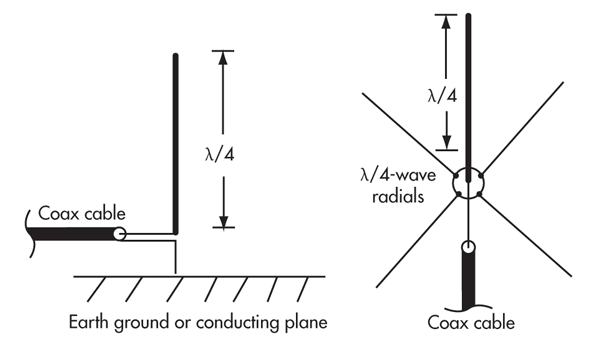 λ/4
Coax cable
Earth ground or conducting plane
λ/4
λ/4-wave
radials
Coax cable